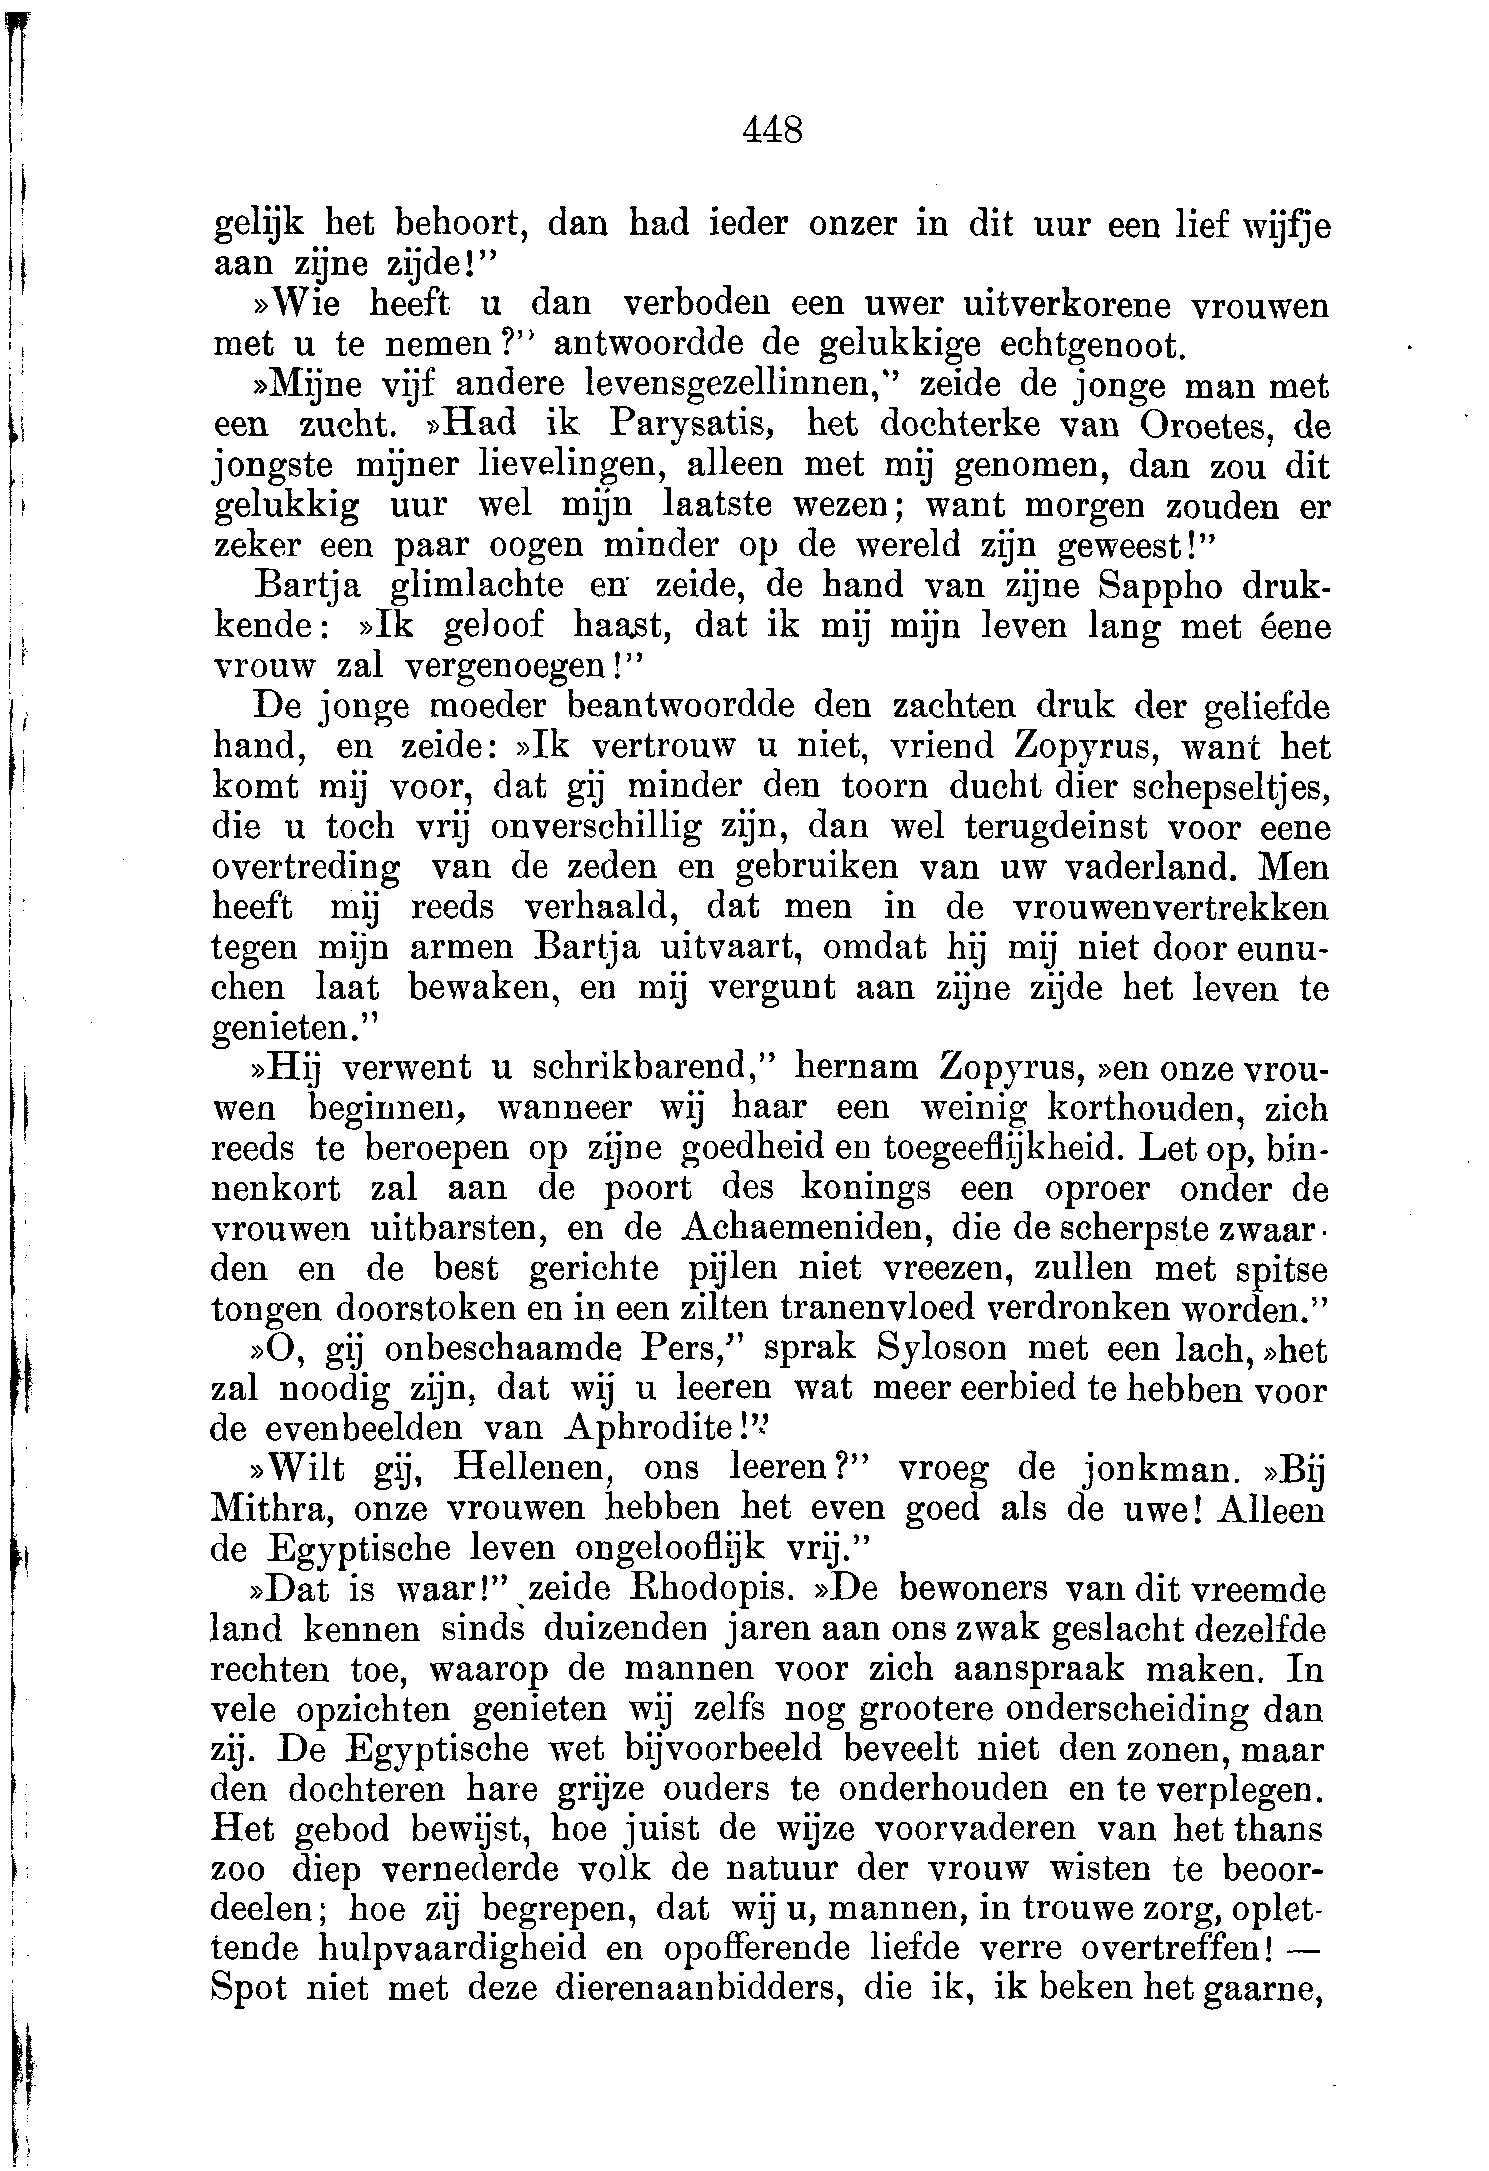 448
gelijk het behoort, dan had ieder onzer in dit uur een lief wijfje
aan zijne zijde!”
»Wie heeft u dan verboden een uwer uitverkorene vrouwen
met u te nemen?” antwoordde de gelukkige echtgenoot.
»Mijne vijf andere levensgezellinnen,” zeide de jonge man met
een zucht. »Had ik Parysatis, het dochterke van Oroetes, de
jongste mijner lievelingen, alleen met mij genomen, dan zou dit
gelukkig uur wel mijn laatste wezen; want morgen zouden er
zeker een paar oogen minder op de wereld zijn geweest!”
Bartja glimlachte en zeide, de hand van zijne Sappho druk-
kende: »Ik geloof haast, dat ik mij mijn leven lang met éene
vrouw zal vergenoegen!”
De jonge moeder beantwoordde den zachten druk der geliefde
hand, en zeide: »Ik vertrouw u niet, vriend Zopyrus, want het
komt mij voor, dat gij minder den toorn ducht dier schepseltjes,
die u toch vrij onverschillig zijn, dan wel terugdeinst voor eene
overtreding van de zeden en gebruiken van uw vaderland. Men
heeft mij reeds verhaald, dat men in de vrouwenvertrekken
tegen mijn armen Bartja uitvaart, omdat hij mij niet door eunu-
chen laat bewaken, en mij vergunt aan zijne zijde het leven te
genieten.”
»Hij verwent u schrikbarend,” hernam Zopyrus, »en onze vrou-
wen beginnen, wanneer wij haar een weinig korthouden, zich
reeds te beroepen op zijne goedheid en toegeeflijkheid. Let op, bin-
nenkort zal aan de poort des konings een oproer onder de
vrouwen uitbarsten, en de Achaemeniden, die de scherpste zwaar-
den en de best gerichte pijlen niet vreezen, zullen met spitse
tongen doorstoken en in een zilten tranenvloed verdronken worden.”
»O, gij onbeschaamde Pers,” sprak Syloson met een lach, »het
zal noodig zijn, dat wij u leeren wat meer eerbied te hebben voor
de evenbeelden van Aphrodite!”
»Wilt gij, Hellenen, ons leeren?” vroeg de jonkman. »Bij
Mithra, onze vrouwen hebben het even goed als de uwe! Alleen
de Egyptische leven ongelooflijk vrij.”
»Dat is waar!” zeide Rhodopis. »De bewoners van dit vreemde
land kennen sinds duizenden jaren aan ons zwak geslacht dezelfde
rechten toe, waarop de mannen voor zich aanspraak maken. In
vele opzichten genieten wij zelfs nog grootere onderscheiding dan
zij. De Egyptische wet bijvoorbeeld beveelt niet den zonen, maar
den dochteren hare grijze ouders te onderhouden en te verplegen.
Het gebod bewijst, hoe juist de wijze voorvaderen van het thans
zoo diep vernederde volk de natuur der vrouw wisten te beoor-
deelen; hoe zij begrepen, dat wij u, mannen, in trouwe zorg, oplet-
tende hulpvaardigheid en opofferende liefde verre overtreffen! —
Spot niet met deze dierenaanbidders, die ik, ik beken het gaarne,